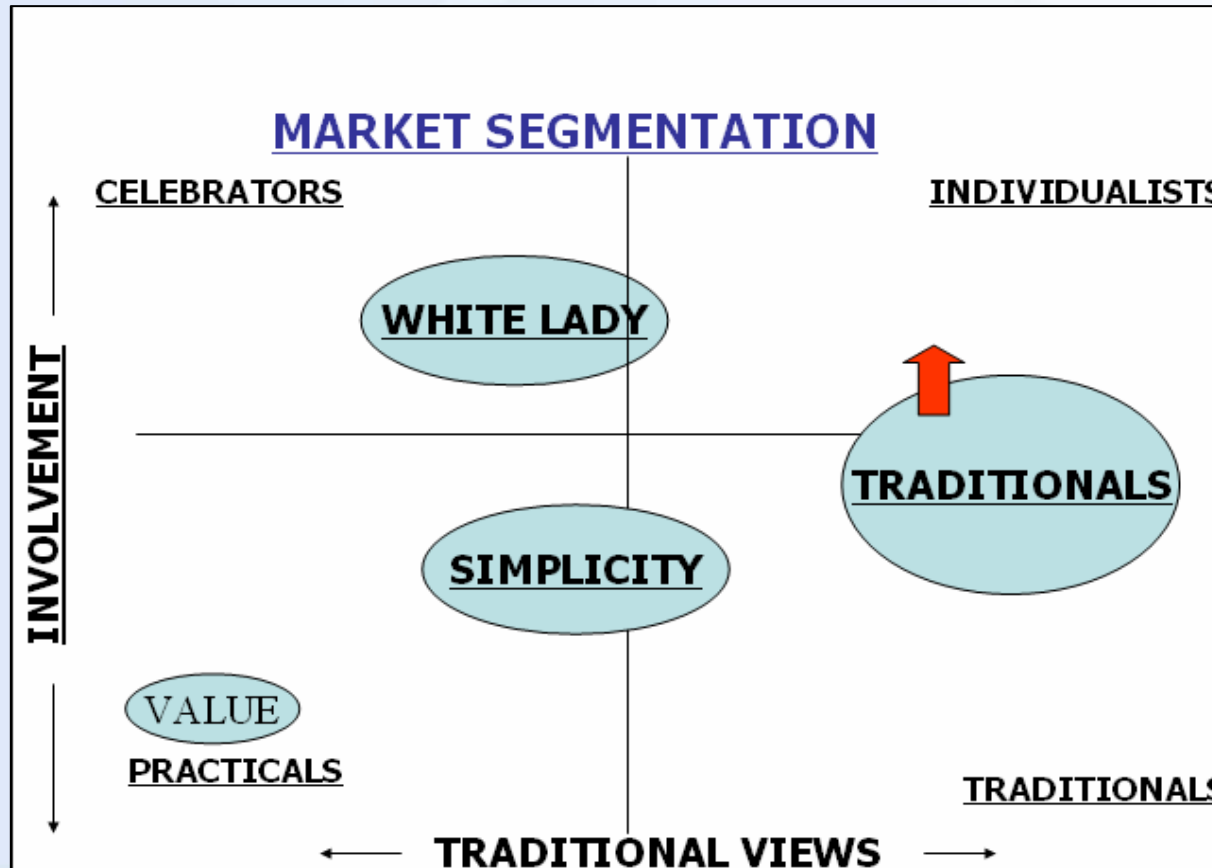 MARKET SEGMENTATION
CELEBRATORS
INDIVIDUALISTS
WHITE LADY
INVOLVEMENT
TRADITIONALS
SIMPLICITY
VALUE
PRACTICALS
TRADITIONALS
TRADITIONAL VIEWS